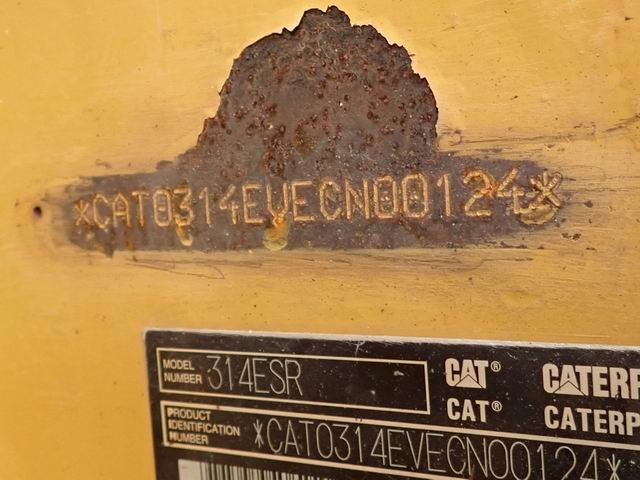 *CAT0314EVECN00124*
MODEL NUMBER 314ESR
CAT® CATERP
CAT® CATERP
PRODUCT IDENTIFICATION NUMBER *CAT0314EVECN00124*